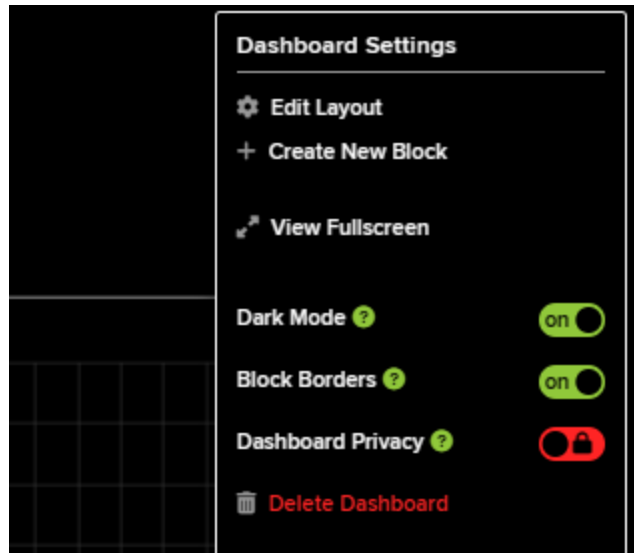 Dashboard Settings
Edit Layout
Create New Block
View Fullscreen
Dark Mode ? on
Block Borders ? on
Dashboard Privacy ?
Delete Dashboard